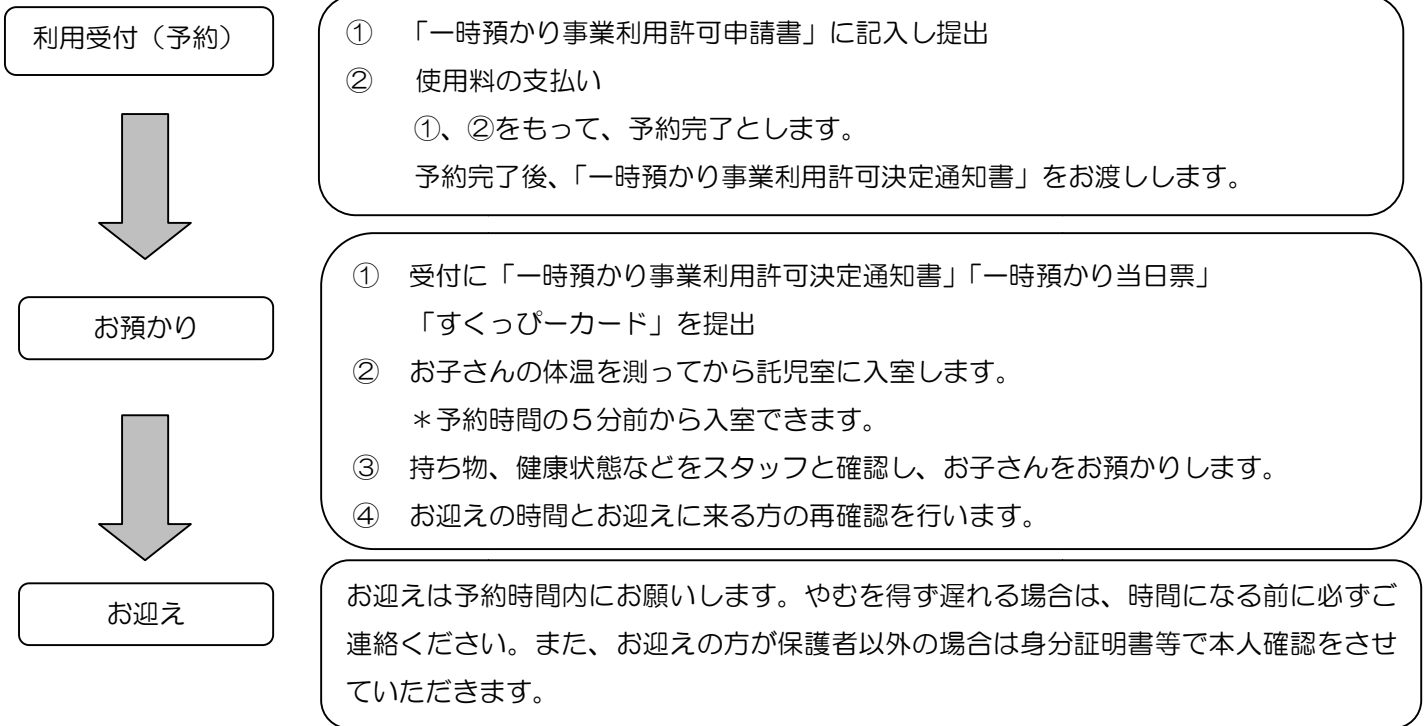 利用受付（予約）
① 「一時預かり事業利用許可申請書」に記入し提出
② 使用料の支払い
①、②をもって、予約完了とします。
予約完了後、「一時預かり事業利用許可決定通知書」をお渡しします。
お預かり
① 受付に「一時預かり事業利用許可決定通知書」「一時預かり当日票」
「すくっぴーカード」を提出
② お子さんの体温を測ってから託児室に入室します。
＊予約時間の５分前から入室できます。
③ 持ち物、健康状態などをスタッフと確認し、お子さんをお預かりします。
④ お迎えの時間とお迎えに来る方の再確認を行います。
お迎え
お迎えは予約時間内にお願いします。やむを得ず遅れる場合は、時間になる前に必ずご
連絡ください。また、お迎えの方が保護者以外の場合は身分証明書等で本人確認をさせ
ていただきます。